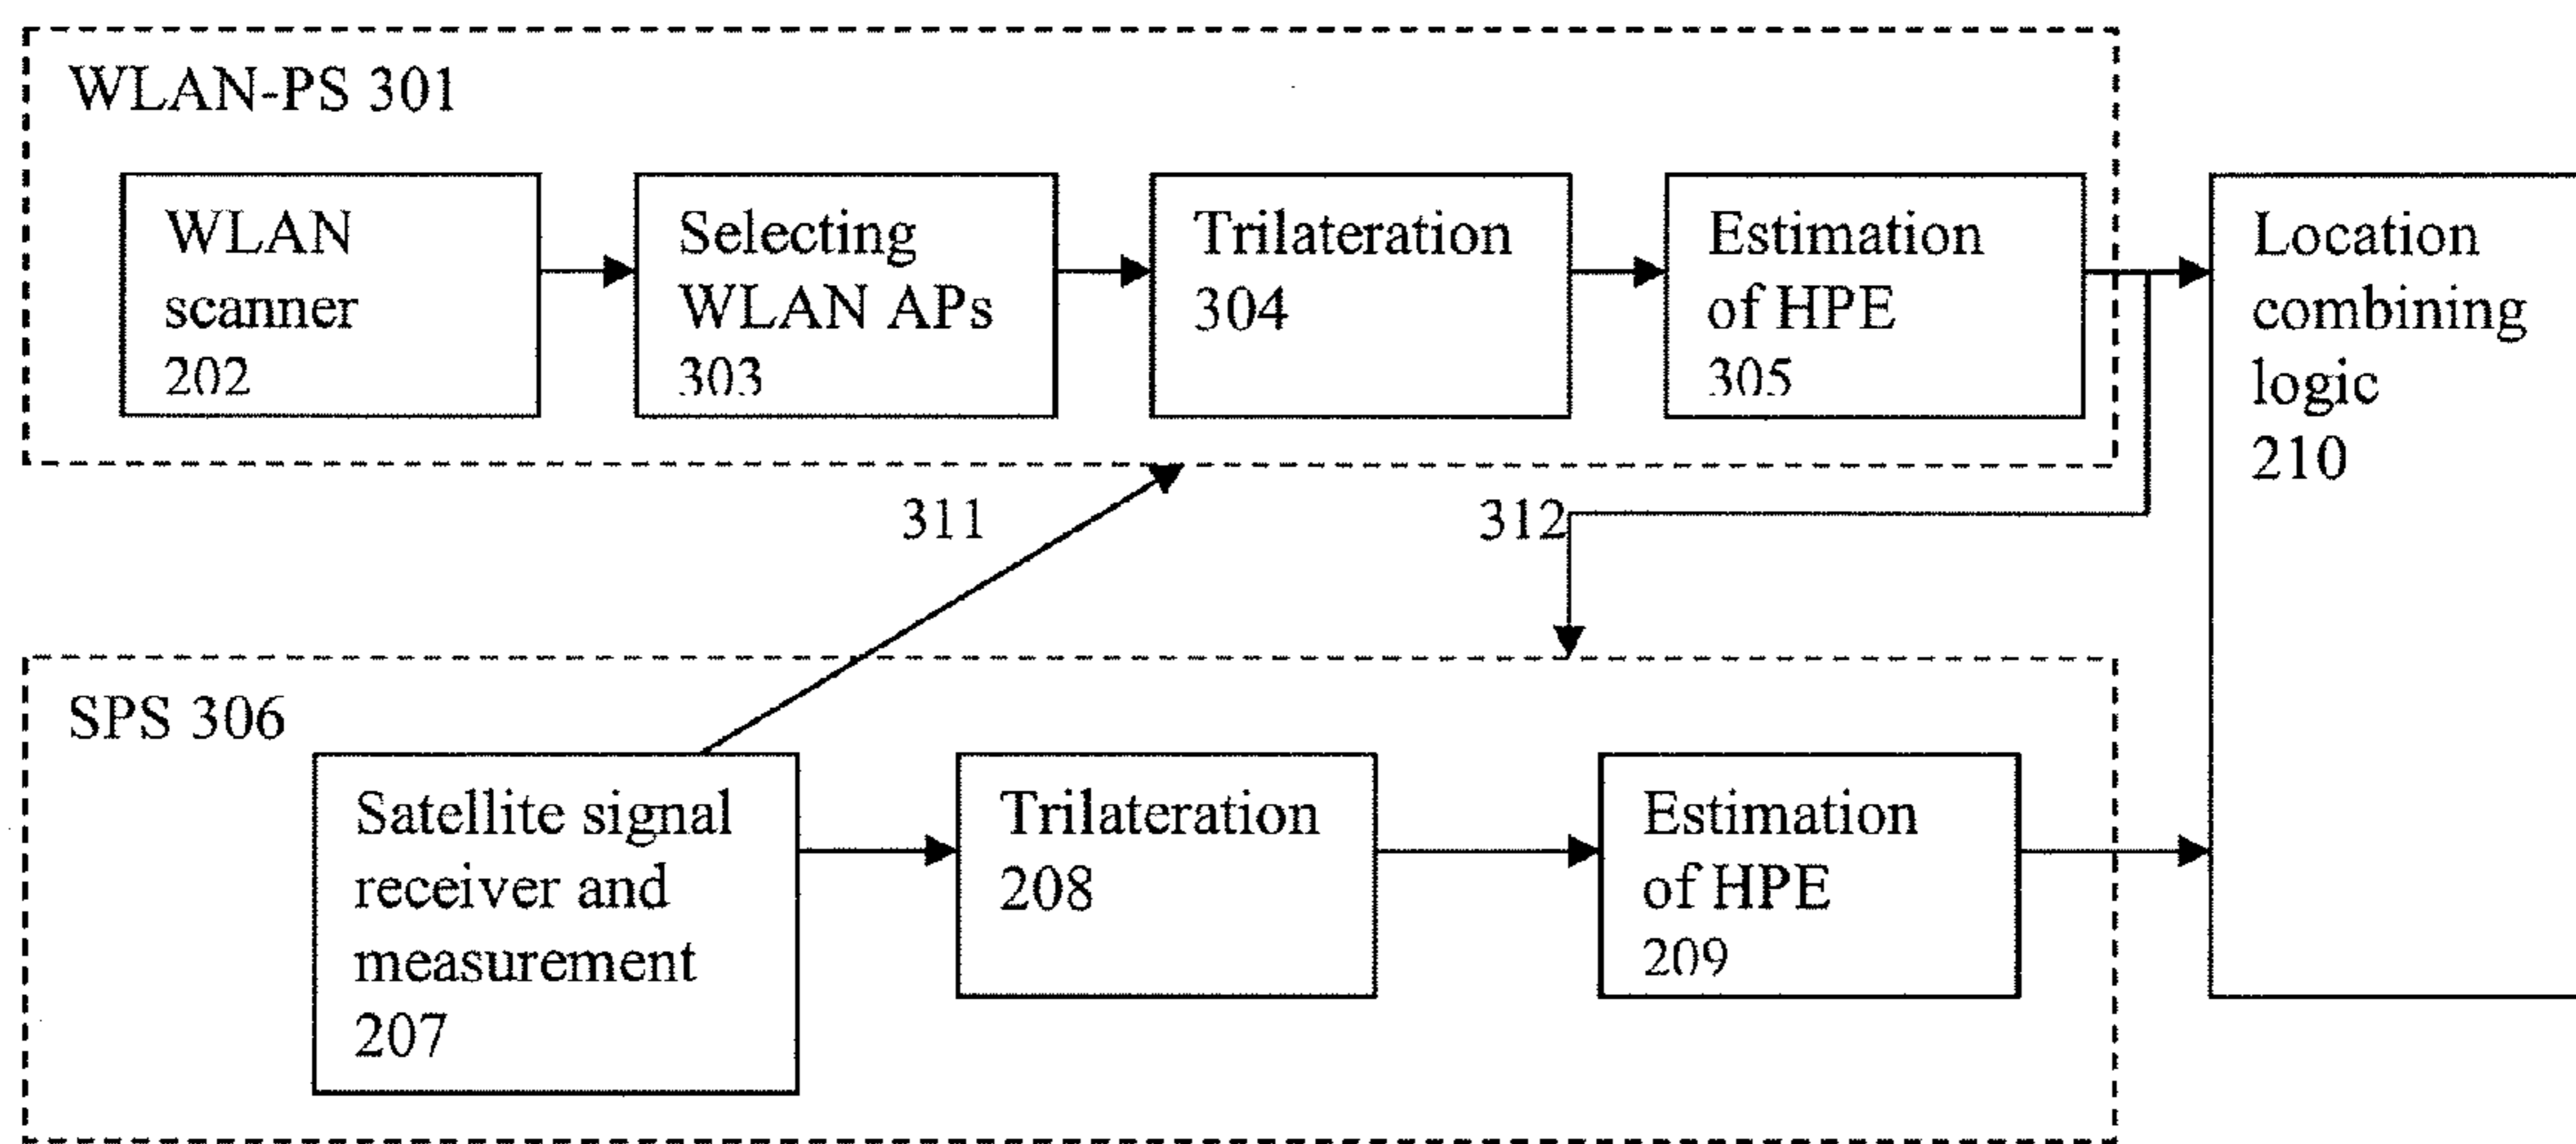 WLAN-PS 301
WLAN
scanner
202
Selecting
WLAN APs
303
Trilateration
304
Estimation
of HPE
305
Location
combining
logic
210
311
312
SPS 306
Satellite signal
receiver and
measurement
207
Trilateration
208
Estimation
of HPE
209